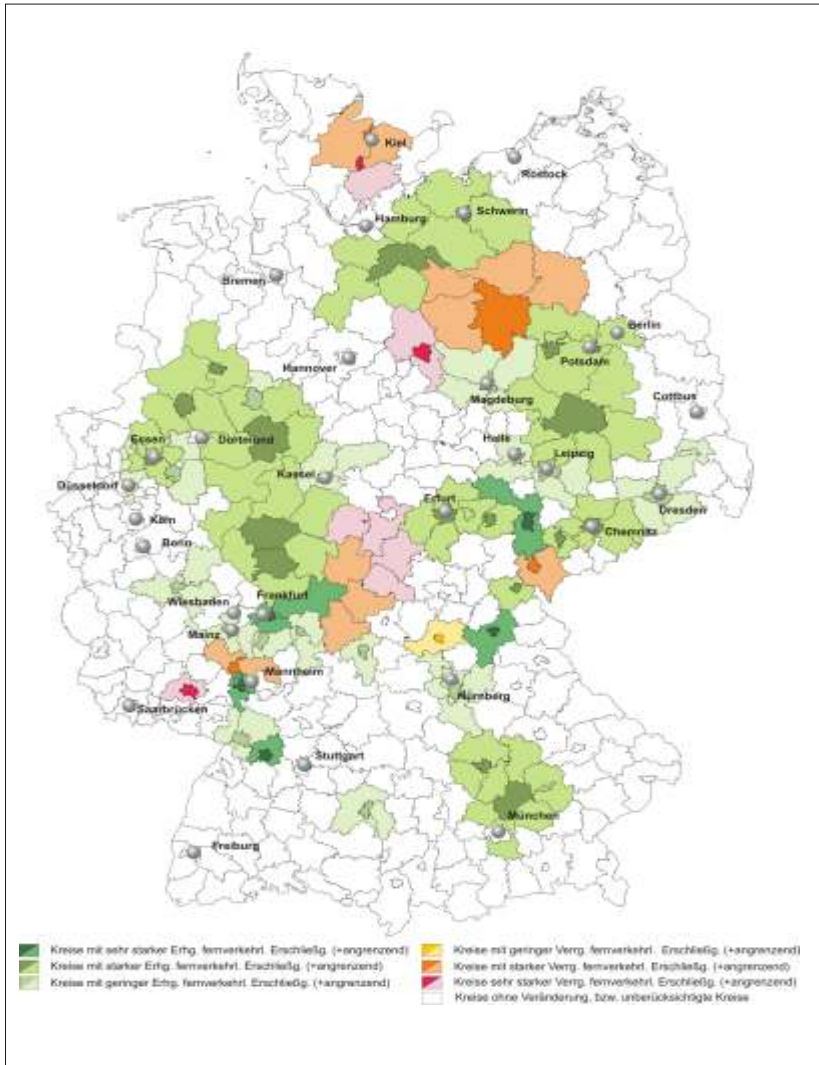 Kiel
Rostock
Schwerin
Hamburg
Bremen
Berlin
Hannover
Potsdam
Magdeburg
Cottbus
Essen
Dortmund
Halle
Leipzig
Kassel
Düsseldorf
Erfurt
Dresden
Köln
Chemnitz
Bonn
Wiesbaden
Frankfurt
Mainz
Mannheim
Nürnberg
Saarbrücken
Stuttgart
München
Freiburg
Kreise mit sehr starker Erhg. fernverkehrl. Erschließg. (+angrenzend)
Kreise mit starker Erhg. fernverkehrl. Erschließg. (+angrenzend)
Kreise mit geringer Erhg. fernverkehrl. Erschließg. (+angrenzend)
Kreise mit geringer Verrg. fernverkehrl. Erschließg. (+angrenzend)
Kreise mit starker Verrg. fernverkehrl. Erschließg. (+angrenzend)
Kreise sehr starker Verrg. fernverkehrl. Erschließg. (+angrenzend)
Kreise ohne Veränderung, bzw. unberücksichtigte Kreise